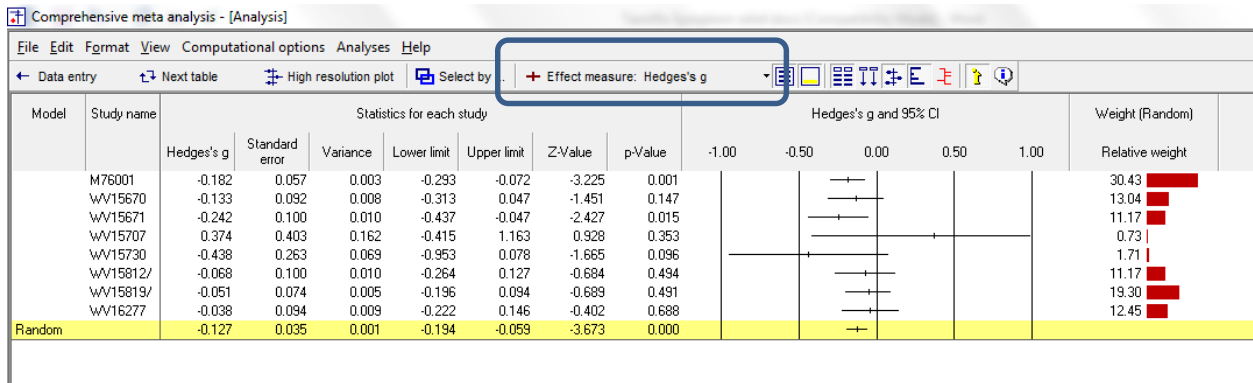 Comprehensive meta analysis - [Analysis]
File Edit Format View Computational options Analyses Help
← Data entry Next table High resolution plot Select by ... + Effect measure: Hedges's g
Model Study name Statistics for each study Hedges's g and 95% CI Weight (Random)
Hedges's g Standard error Variance Lower limit Upper limit Z-Value p-Value -1.00 -0.50 0.00 0.50 1.00 Relative weight
M76001 -0.182 0.057 0.003 -0.293 -0.072 -3.225 0.001 30.43
WV15670 -0.133 0.092 0.008 -0.313 0.047 -1.451 0.147 13.04
WV15671 -0.242 0.100 0.010 -0.437 -0.047 -2.427 0.015 11.17
WV15707 0.374 0.403 0.162 -0.415 1.163 0.928 0.353 0.73
WV15730 -0.438 0.263 0.069 -0.953 0.078 -1.665 0.096 1.71
WV15812/ -0.068 0.100 0.010 -0.264 0.127 -0.684 0.494 11.17
WV15819/ -0.051 0.074 0.005 -0.196 0.094 -0.689 0.491 19.30
WV16277 -0.038 0.094 0.009 -0.222 0.146 -0.402 0.688 12.45
Random -0.127 0.035 0.001 -0.194 -0.059 -3.673 0.000